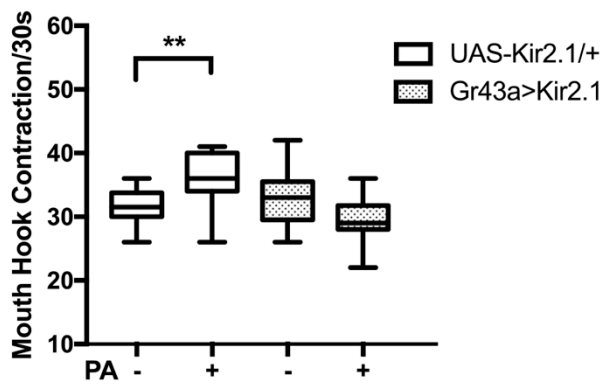 Mouth Hook Contraction/30s
60
50
40
30
20
10
**
UAS-Kir2.1/+
Gr43a>Kir2.1
PA - + - +